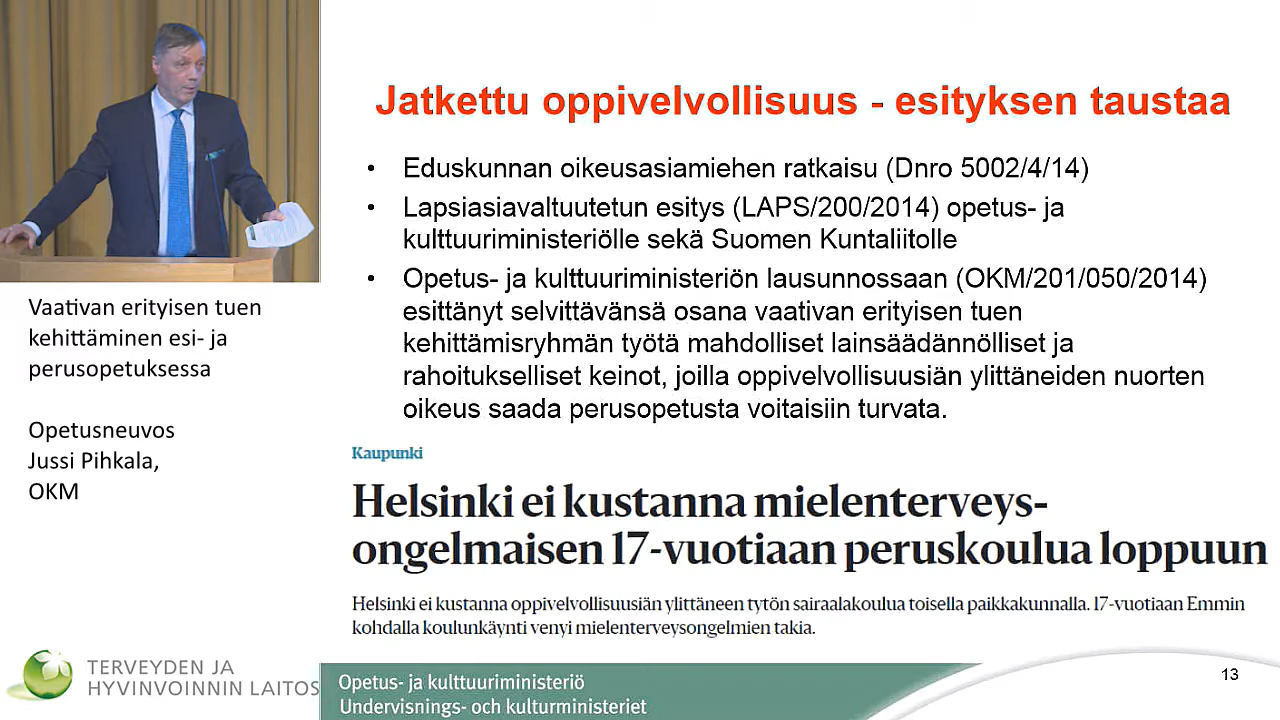 Jatkettu oppivelvollisuus - esityksen taustaa
• Eduskunnan oikeusasiamiehen ratkaisu (Dnro 5002/4/14)
• Lapsiasiavaltuutetun esitys (LAPS/200/2014) opetus- ja
kulttuuriministeriölle sekä Suomen Kuntaliitolle
• Opetus- ja kulttuuriministeriön lausunnossaan (OKM/201/050/2014)
esittänyt selvittävänsä osana vaativan erityisen tuen
kehittämisryhmän työtä mahdolliset lainsäädännölliset ja
rahoitukselliset keinot, joilla oppivelvollisuusiän ylittäneiden nuorten
oikeus saada perusopetusta voitaisiin turvata.
Kaupunki
Helsinki ei kustanna mielenterveys-
ongelmaisen 17-vuotiaan peruskoulua loppuun
Helsinki ei kustanna oppivelvollisuusiän ylittäneen tytön sairaalakoulua toisella paikkakunnalla. 17-vuotiaan Emmin
kohdalla koulunkäynti venyi mielenterveysongelmien takia.
Vaativan erityisen tuen
kehittäminen esi- ja
perusopetuksessa
Opetusneuvos
Jussi Pihkala,
OKM
TERVEYDEN JA
HYVINVOINNIN LAITOS
Opetus- ja kulttuuriministeriö
Undervisnings- och kulturministeriet
13